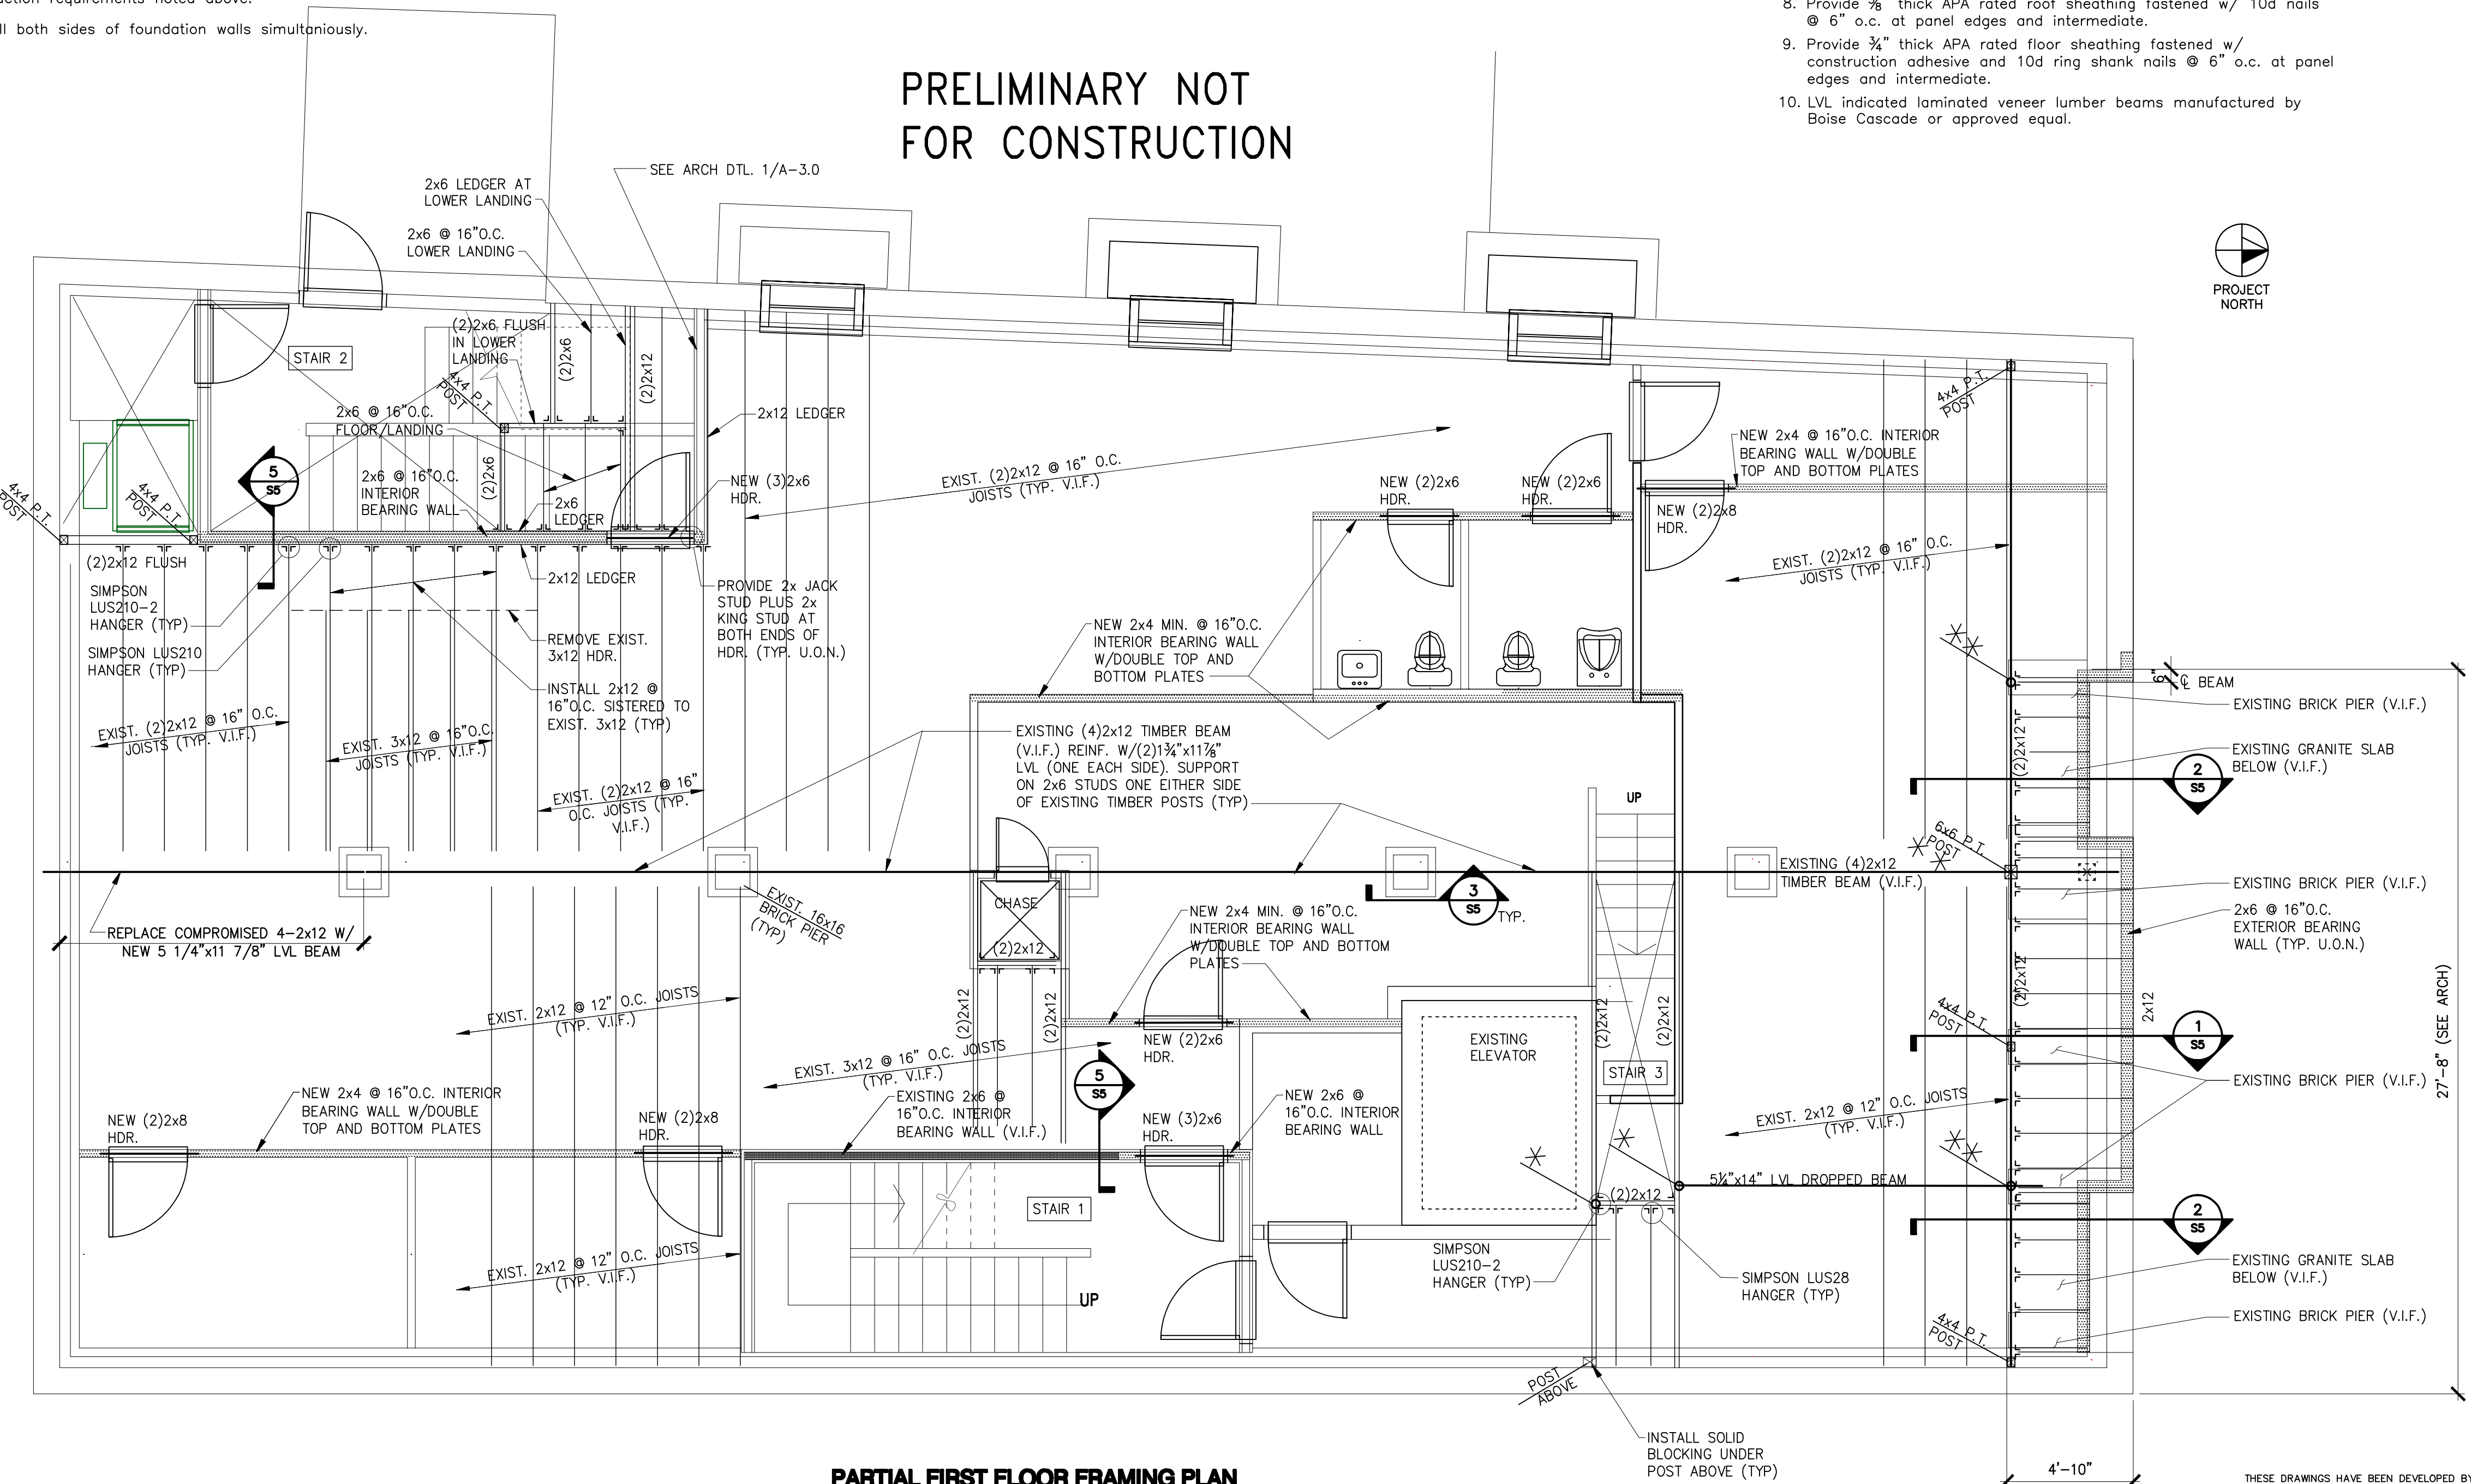 ction requirements noted above.
ll both sides of foundation walls simultaniously.
PRELIMINARY NOT
FOR CONSTRUCTION
8. Provide ⅝" thick APA rated roof sheathing fastened w/ 10d nails
@ 6" o.c. at panel edges and intermediate.
9. Provide ¾" thick APA rated floor sheathing fastened w/
construction adhesive and 10d ring shank nails @ 6" o.c. at panel
edges and intermediate.
10. LVL indicated laminated veneer lumber beams manufactured by
Boise Cascade or approved equal.
PROJECT
NORTH
SEE ARCH DTL. 1/A-3.0
2x6 LEDGER AT
LOWER LANDING
2x6 @ 16"O.C.
LOWER LANDING
(2)2x6 FLUSH
IN LOWER
LANDING
STAIR 2
(2)2x6
(2)2x12
4x4 P.T.
POST
2x6 @ 16"O.C.
FLOOR/LANDING
2x12 LEDGER
5
S5
2x6 @ 16"O.C.
INTERIOR
BEARING WALL
(2)2x6
2x6
LEDGER
NEW (3)2x6
HDR.
4x4 P.T.
POST
4x4 P.T.
POST
(2)2x12 FLUSH
SIMPSON
LUS210-2
HANGER (TYP)
SIMPSON LUS210
HANGER (TYP)
2x12 LEDGER
REMOVE EXIST.
3x12 HDR.
INSTALL 2x12 @
16"O.C. SISTERED TO
EXIST. 3x12 (TYP)
PROVIDE 2x JACK
STUD PLUS 2x
KING STUD AT
BOTH ENDS OF
HDR. (TYP. U.O.N.)
EXIST. (2)2x12 @ 16" O.C.
JOISTS (TYP. V.I.F.)
EXIST. (2)2x12 @ 16" O.C.
JOISTS (TYP. V.I.F.)
EXIST. 3x12 @ 16"O.C.
JOISTS (TYP. V.I.F.)
EXIST. (2)2x12 @ 16"
O.C. JOISTS (TYP.
V.I.F.)
NEW (2)2x6
HDR.
NEW (2)2x6
HDR.
NEW (2)2x8
HDR.
NEW 2x4 @ 16"O.C. INTERIOR
BEARING WALL W/DOUBLE
TOP AND BOTTOM PLATES
4x4 P.T.
POST
EXIST. (2)2x12 @ 16" O.C.
JOISTS (TYP. V.I.F.)
NEW 2x4 MIN. @ 16"O.C.
INTERIOR BEARING WALL
W/DOUBLE TOP AND
BOTTOM PLATES
EXISTING (4)2x12 TIMBER BEAM
(V.I.F.) REINF. W/(2)1¾"x11⅞"
LVL (ONE EACH SIDE). SUPPORT
ON 2x6 STUDS ONE EITHER SIDE
OF EXISTING TIMBER POSTS (TYP)
UP
6"
℄ BEAM
EXISTING BRICK PIER (V.I.F.)
EXISTING GRANITE SLAB
BELOW (V.I.F.)
(2)2x12
2
S5
6x6 P.T.
POST
EXISTING (4)2x12
TIMBER BEAM (V.I.F.)
EXISTING BRICK PIER (V.I.F.)
2x6 @ 16"O.C.
EXTERIOR BEARING
WALL (TYP. U.O.N.)
REPLACE COMPROMISED 4-2x12 W/
NEW 5 1/4"x11 7/8" LVL BEAM
EXIST. 16x16
BRICK PIER
(TYP)
CHASE
(2)2x12
3
S5
TYP.
NEW 2x4 MIN. @ 16"O.C.
INTERIOR BEARING WALL
W/DOUBLE TOP AND BOTTOM
PLATES
EXIST. 2x12 @ 12" O.C. JOISTS
(TYP. V.I.F.)
(2)2x12
(2)2x12
(2)2x12
(2)2x12
(2)2x12
2x12
27'-8" (SEE ARCH)
4x4 P.T.
POST
1
S5
NEW (2)2x6
HDR.
EXISTING
ELEVATOR
STAIR 3
EXIST. 3x12 @ 16" O.C. JOISTS
(TYP. V.I.F.)
5
S5
EXISTING BRICK PIER (V.I.F.)
NEW 2x4 @ 16"O.C. INTERIOR
BEARING WALL W/DOUBLE
TOP AND BOTTOM PLATES
NEW (2)2x8
HDR.
NEW (2)2x8
HDR.
EXISTING 2x6 @
16"O.C. INTERIOR
BEARING WALL (V.I.F.)
NEW (3)2x6
HDR.
NEW 2x6 @
16"O.C. INTERIOR
BEARING WALL
EXIST. 2x12 @ 12" O.C. JOISTS
(TYP. V.I.F.)
5¼"x14" LVL DROPPED BEAM
(2)2x12
STAIR 1
2
S5
EXIST. 2x12 @ 12" O.C. JOISTS
(TYP. V.I.F.)
SIMPSON
LUS210-2
HANGER (TYP)
SIMPSON LUS28
HANGER (TYP)
EXISTING GRANITE SLAB
BELOW (V.I.F.)
UP
EXISTING BRICK PIER (V.I.F.)
4x4 P.T.
POST
POST
ABOVE
INSTALL SOLID
BLOCKING UNDER
POST ABOVE (TYP)
4'-10"
PARTIAL FIRST FLOOR FRAMING PLAN
THESE DRAWINGS HAVE BEEN DEVELOPED BY